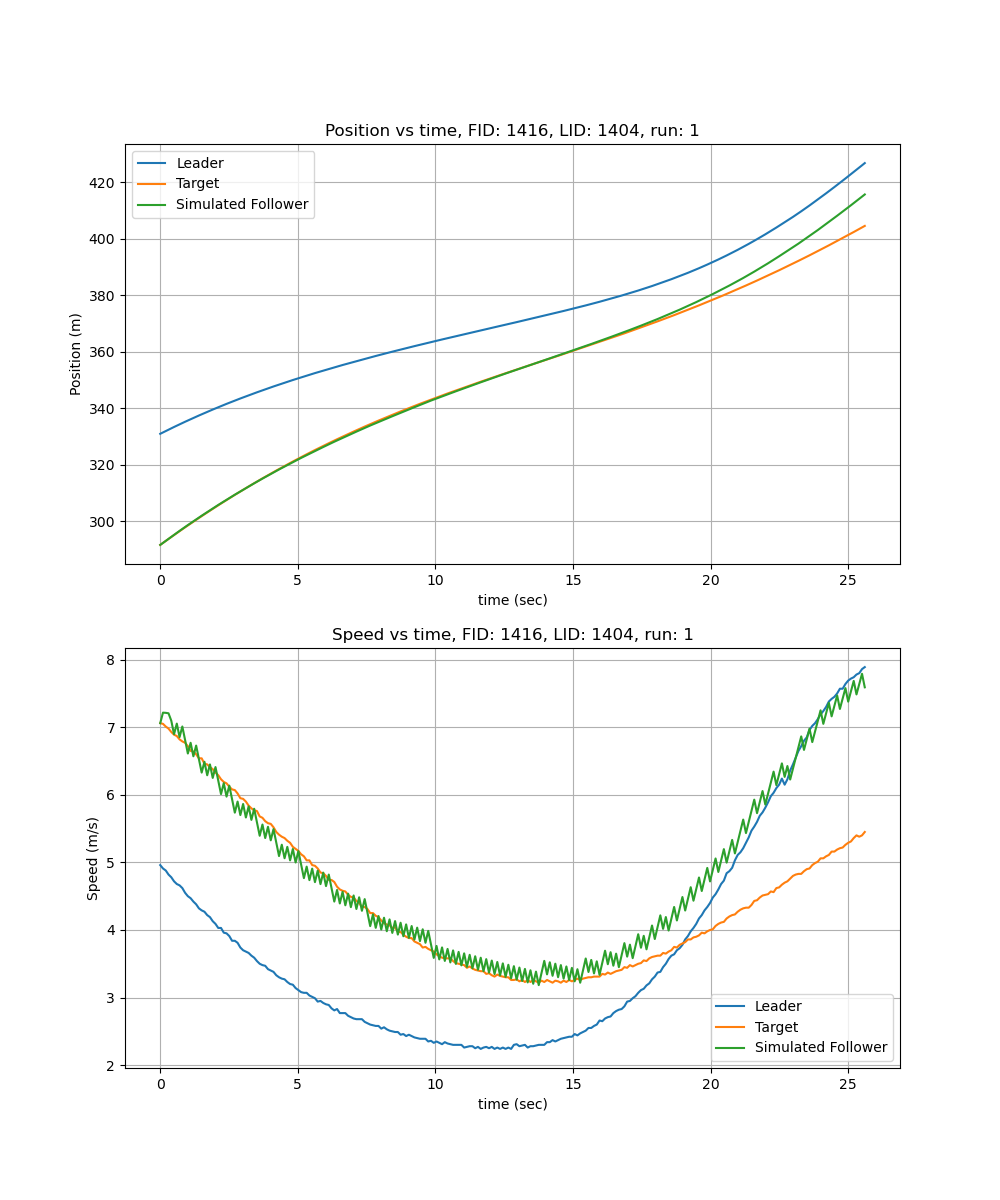 Position vs time, FID: 1416, LID: 1404, run: 1
Leader
Target
Simulated Follower
Position (m)
420
400
380
360
340
320
300
0 5 10 15 20 25
time (sec)
Speed vs time, FID: 1416, LID: 1404, run: 1
Speed (m/s)
8
7
6
5
4
3
2
Leader
Target
Simulated Follower
0 5 10 15 20 25
time (sec)